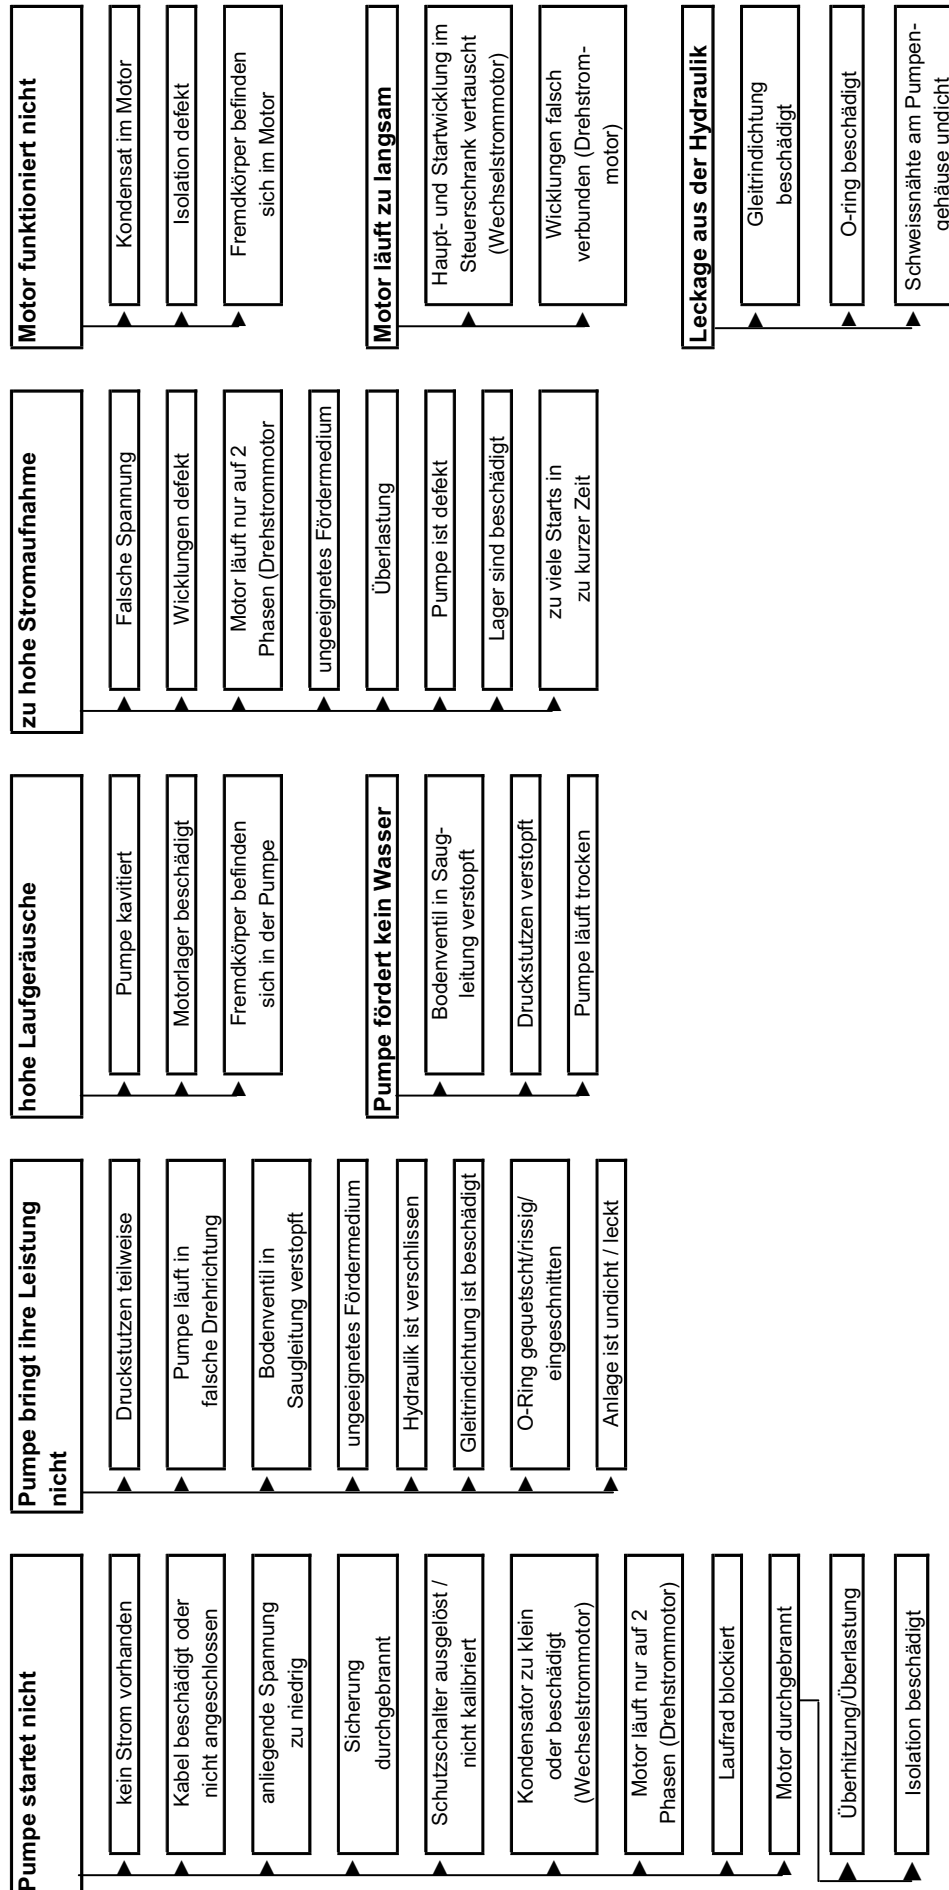 Pumpe startet nicht
kein Strom vorhanden
Kabel beschädigt oder
nicht angeschlossen
anliegende Spannung
zu niedrig
Sicherung
durchgebrannt
Schutzschalter ausgelöst /
nicht kalibriert
Kondensator zu klein
oder beschädigt
(Wechselstrommotor)
Motor läuft nur auf 2
Phasen (Drehstrommotor)
Laufrad blockiert
Motor durchgebrannt
Überhitzung/Überlastung
Isolation beschädigt
Pumpe bringt ihre Leistung
nicht
Druckstutzen teilweise
Pumpe läuft in
falsche Drehrichtung
Bodenventil in
Saugleitung verstopft
ungeeignetes Fördermedium
Hydraulik ist verschlissen
Gleitrindichtung ist beschädigt
O-Ring gequetscht/rissig/
eingeschnitten
Anlage ist undicht / leckt
hohe Laufgeräusche
Pumpe kavitiert
Motorlager beschädigt
Fremdkörper befinden
sich in der Pumpe
Pumpe fördert kein Wasser
Bodenventil in Saug-
leitung verstopft
Druckstutzen verstopft
Pumpe läuft trocken
zu hohe Stromaufnahme
Falsche Spannung
Wicklungen defekt
Motor läuft nur auf 2
Phasen (Drehstrommotor
ungeeignetes Fördermedium
Überlastung
Pumpe ist defekt
Lager sind beschädigt
zu viele Starts in
zu kurzer Zeit
Motor funktioniert nicht
Kondensat im Motor
Isolation defekt
Fremdkörper befinden
sich im Motor
Motor läuft zu langsam
Haupt- und Startwicklung im
Steuerschrank vertauscht
(Wechselstrommotor)
Wicklungen falsch
verbunden (Drehstrom-
motor)
Leckage aus der Hydraulik
Gleitrindichtung
beschädigt
O-ring beschädigt
Schweissnähte am Pumpen-
gehäuse undicht